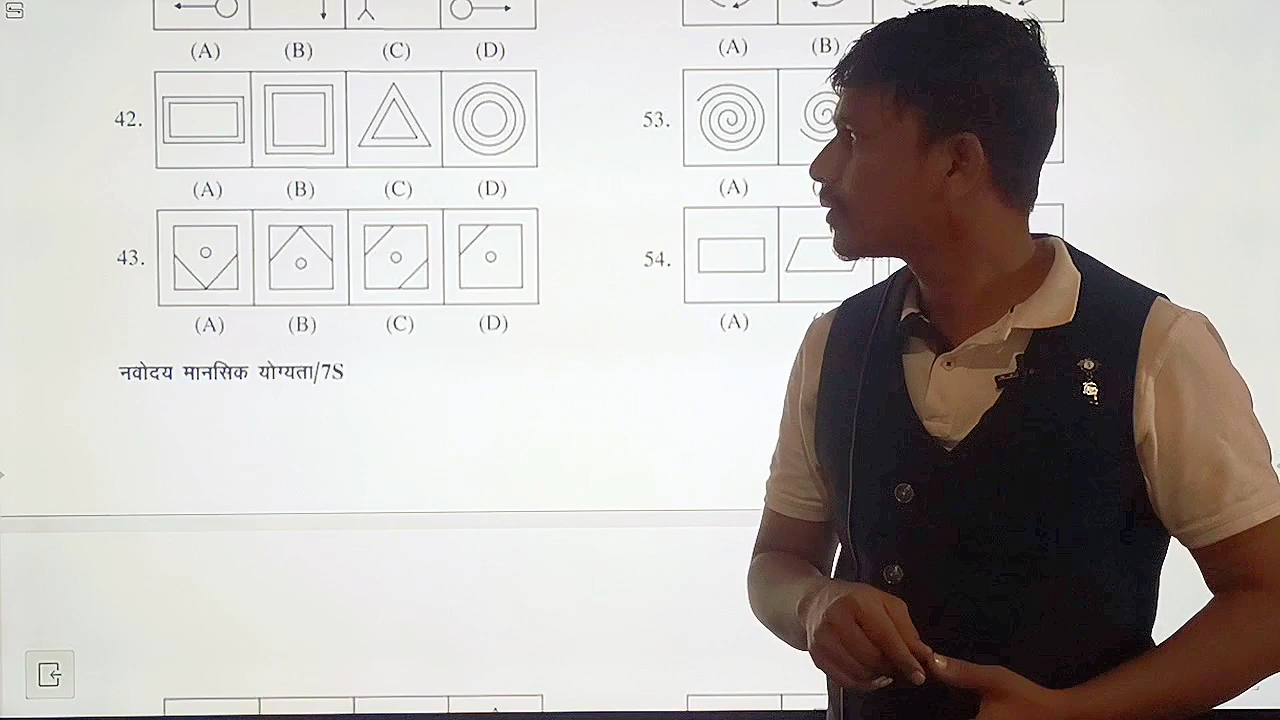 (A) (B) (C) (D)
42.
(A) (B) (C) (D)
43.
(A) (B) (C) (D)
नवोदय मानसिक योग्यता/7S
(A) (B)
53.
(A)
54.
(A)